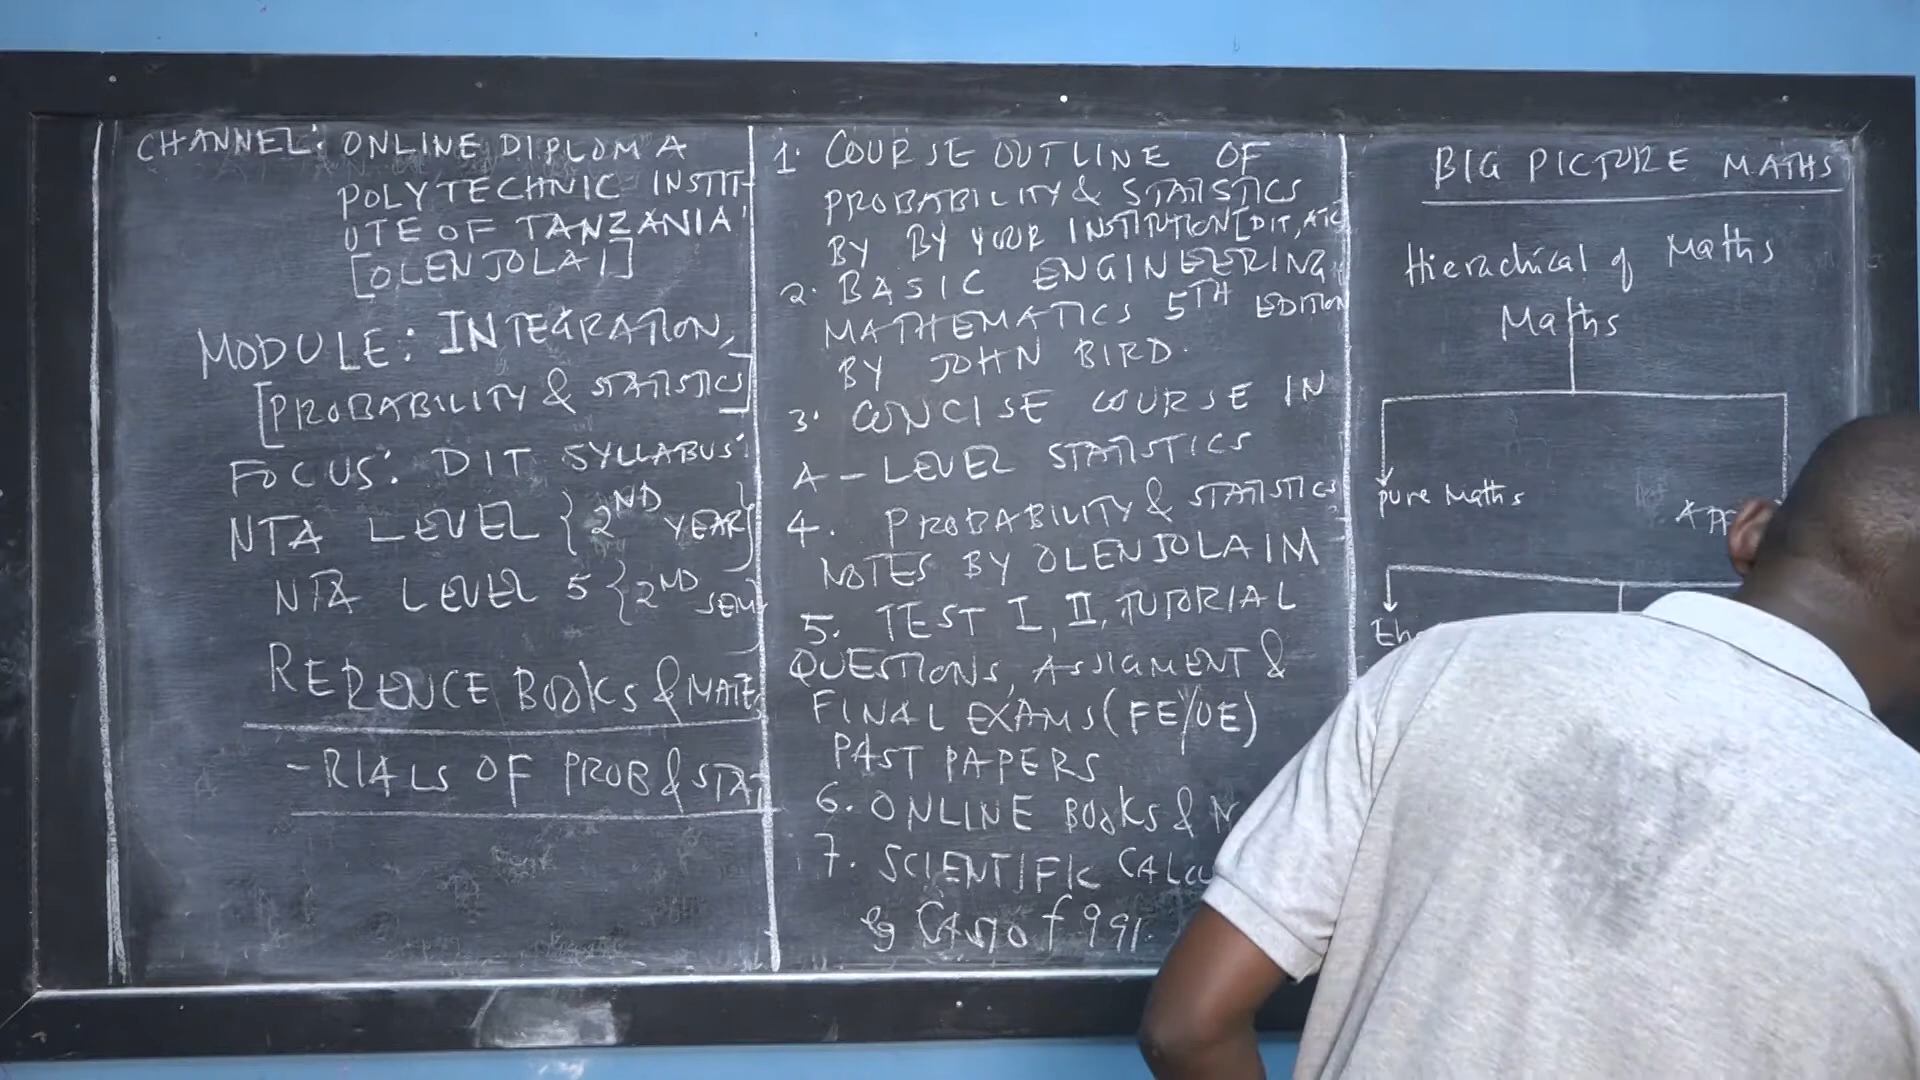 CHANNEL: ONLINE DIPLOMA
POLYTECHNIC INSTIT-
UTE OF TANZANIA
[OLENJOLAI]
MODULE: INTEGRATION,
[PROBABILITY & STATISTICS]
FOCUS: DIT SYLLABUS:
NTA LEVEL {2ND YEAR}
NTA LEVEL 5 {2ND SEM}
RERENCE BOOKS & MATE
-RIALS OF PROB & STAT
1. COURSE OUTLINE OF
PROBABILITY & STATISTICS
BY BY YOUR INSTITUTION [DIT, ATC
2. BASIC ENGINEERING
MATHEMATICS 5TH EDITION
BY JOHN BIRD.
3. CONCISE COURSE IN
A-LEVEL STATISTICS
4. PROBABILITY & STATISTICS
NOTES BY OLENJOLAI M
5. TEST I, II, TUTORIAL
QUESTIONS, ASSIGMENT &
FINAL EXAMS (FE/OE)
PAST PAPERS
6. ONLINE BOOKS &
7. SCIENTIFIC
eg Casio f 991.
BIG PICTURE MATHS
Hierachical of Maths
Maths
pure Maths